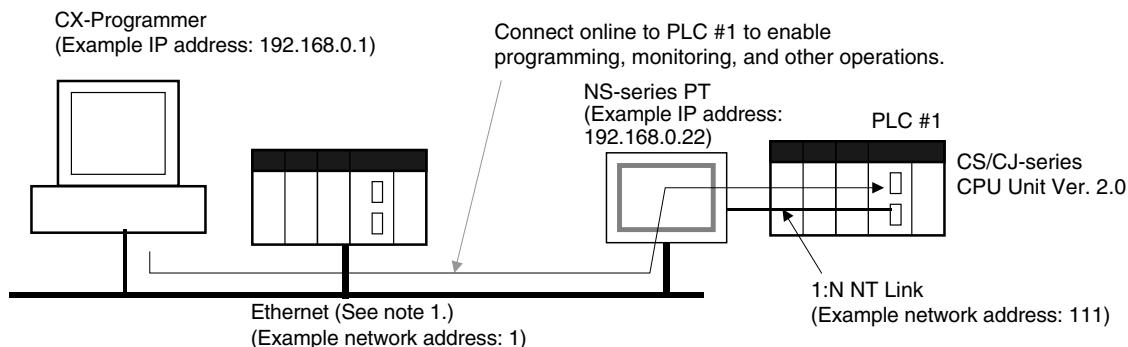 CX-Programmer
(Example IP address: 192.168.0.1)
Connect online to PLC #1 to enable
programming, monitoring, and other operations.
NS-series PT
(Example IP address:
192.168.0.22)
PLC #1
CS/CJ-series
CPU Unit Ver. 2.0
1:N NT Link
(Example network address: 111)
Ethernet (See note 1.)
(Example network address: 1)